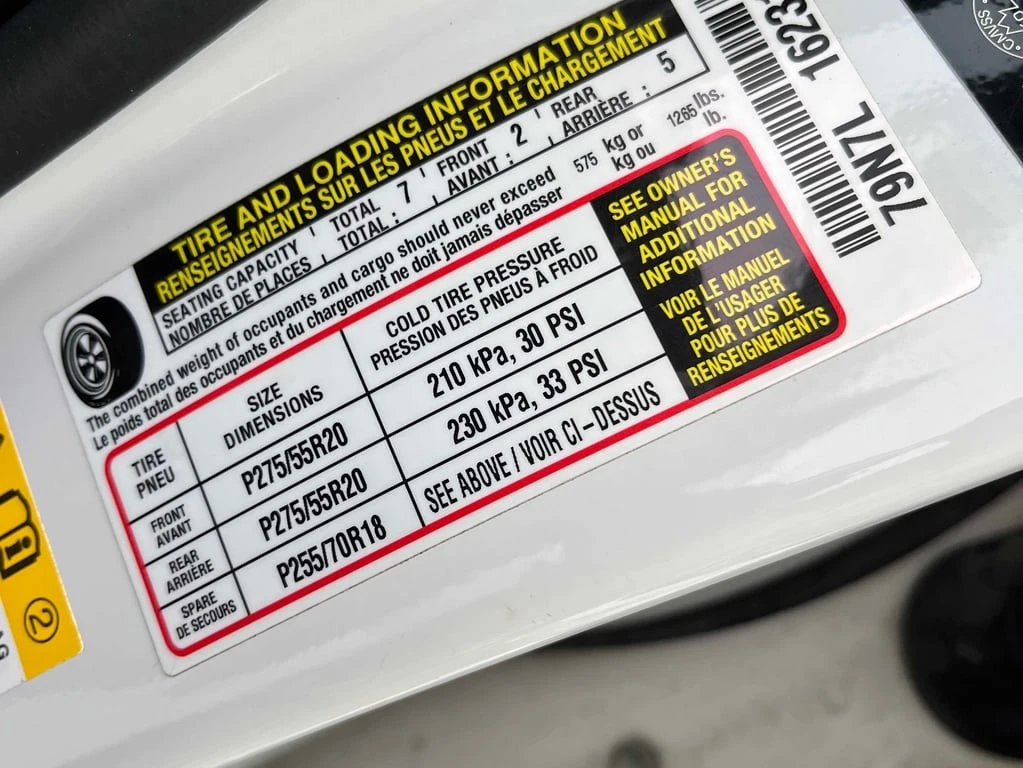 TIRE AND LOADING INFORMATION
RENSEIGNEMENTS SUR LES PNEUS ET LE CHARGEMENT
SEATING CAPACITY TOTAL 7 FRONT 2 REAR 5
NOMBRE DE PLACES TOTAL : AVANT : ARRIÈRE :
The combined weight of occupants and cargo should never exceed 575 kg or 1265 lbs.
Le poids total des occupants et du chargement ne doit jamais dépasser kg ou lb.
TIRE
PNEU
SIZE
DIMENSIONS
COLD TIRE PRESSURE
PRESSION DES PNEUS À FROID
FRONT
AVANT
P275/55R20
210 kPa, 30 PSI
REAR
ARRIÈRE
P275/55R20
230 kPa, 33 PSI
SPARE
DE SECOURS
P255/70R18
SEE ABOVE / VOIR CI-DESSUS
SEE OWNER'S
MANUAL FOR
ADDITIONAL
INFORMATION
VOIR LE MANUEL
DE L'USAGER
POUR PLUS DE
RENSEIGNEMENTS
79N7L
CMVSS
2